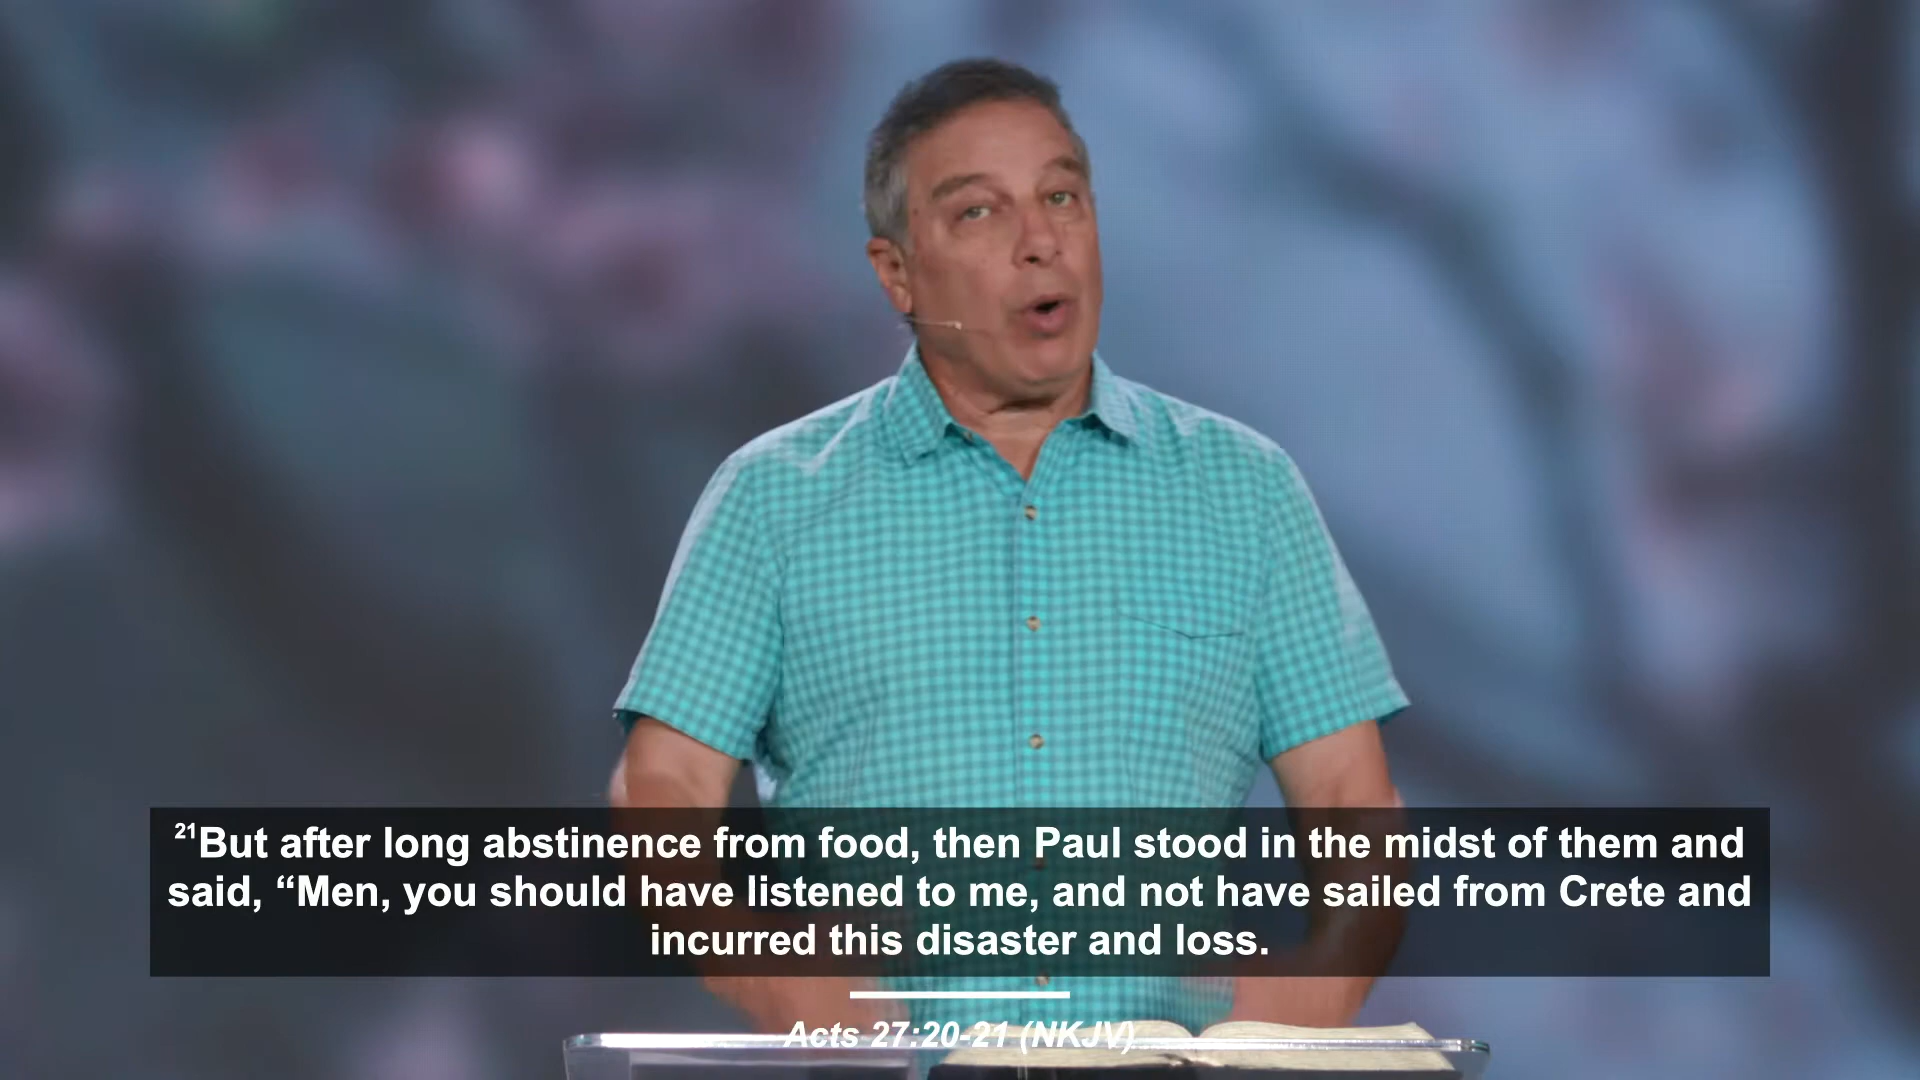 ²¹But after long abstinence from food, then Paul stood in the midst of them and
said, “Men, you should have listened to me, and not have sailed from Crete and
incurred this disaster and loss.
Acts 27:20-21 (NKJV)